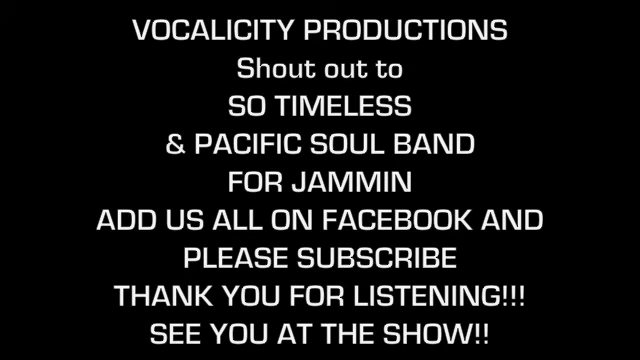 VOCALICITY PRODUCTIONS
Shout out to
SO TIMELESS
& PACIFIC SOUL BAND
FOR JAMMIN
ADD US ALL ON FACEBOOK AND
PLEASE SUBSCRIBE
THANK YOU FOR LISTENING!!!
SEE YOU AT THE SHOW!!